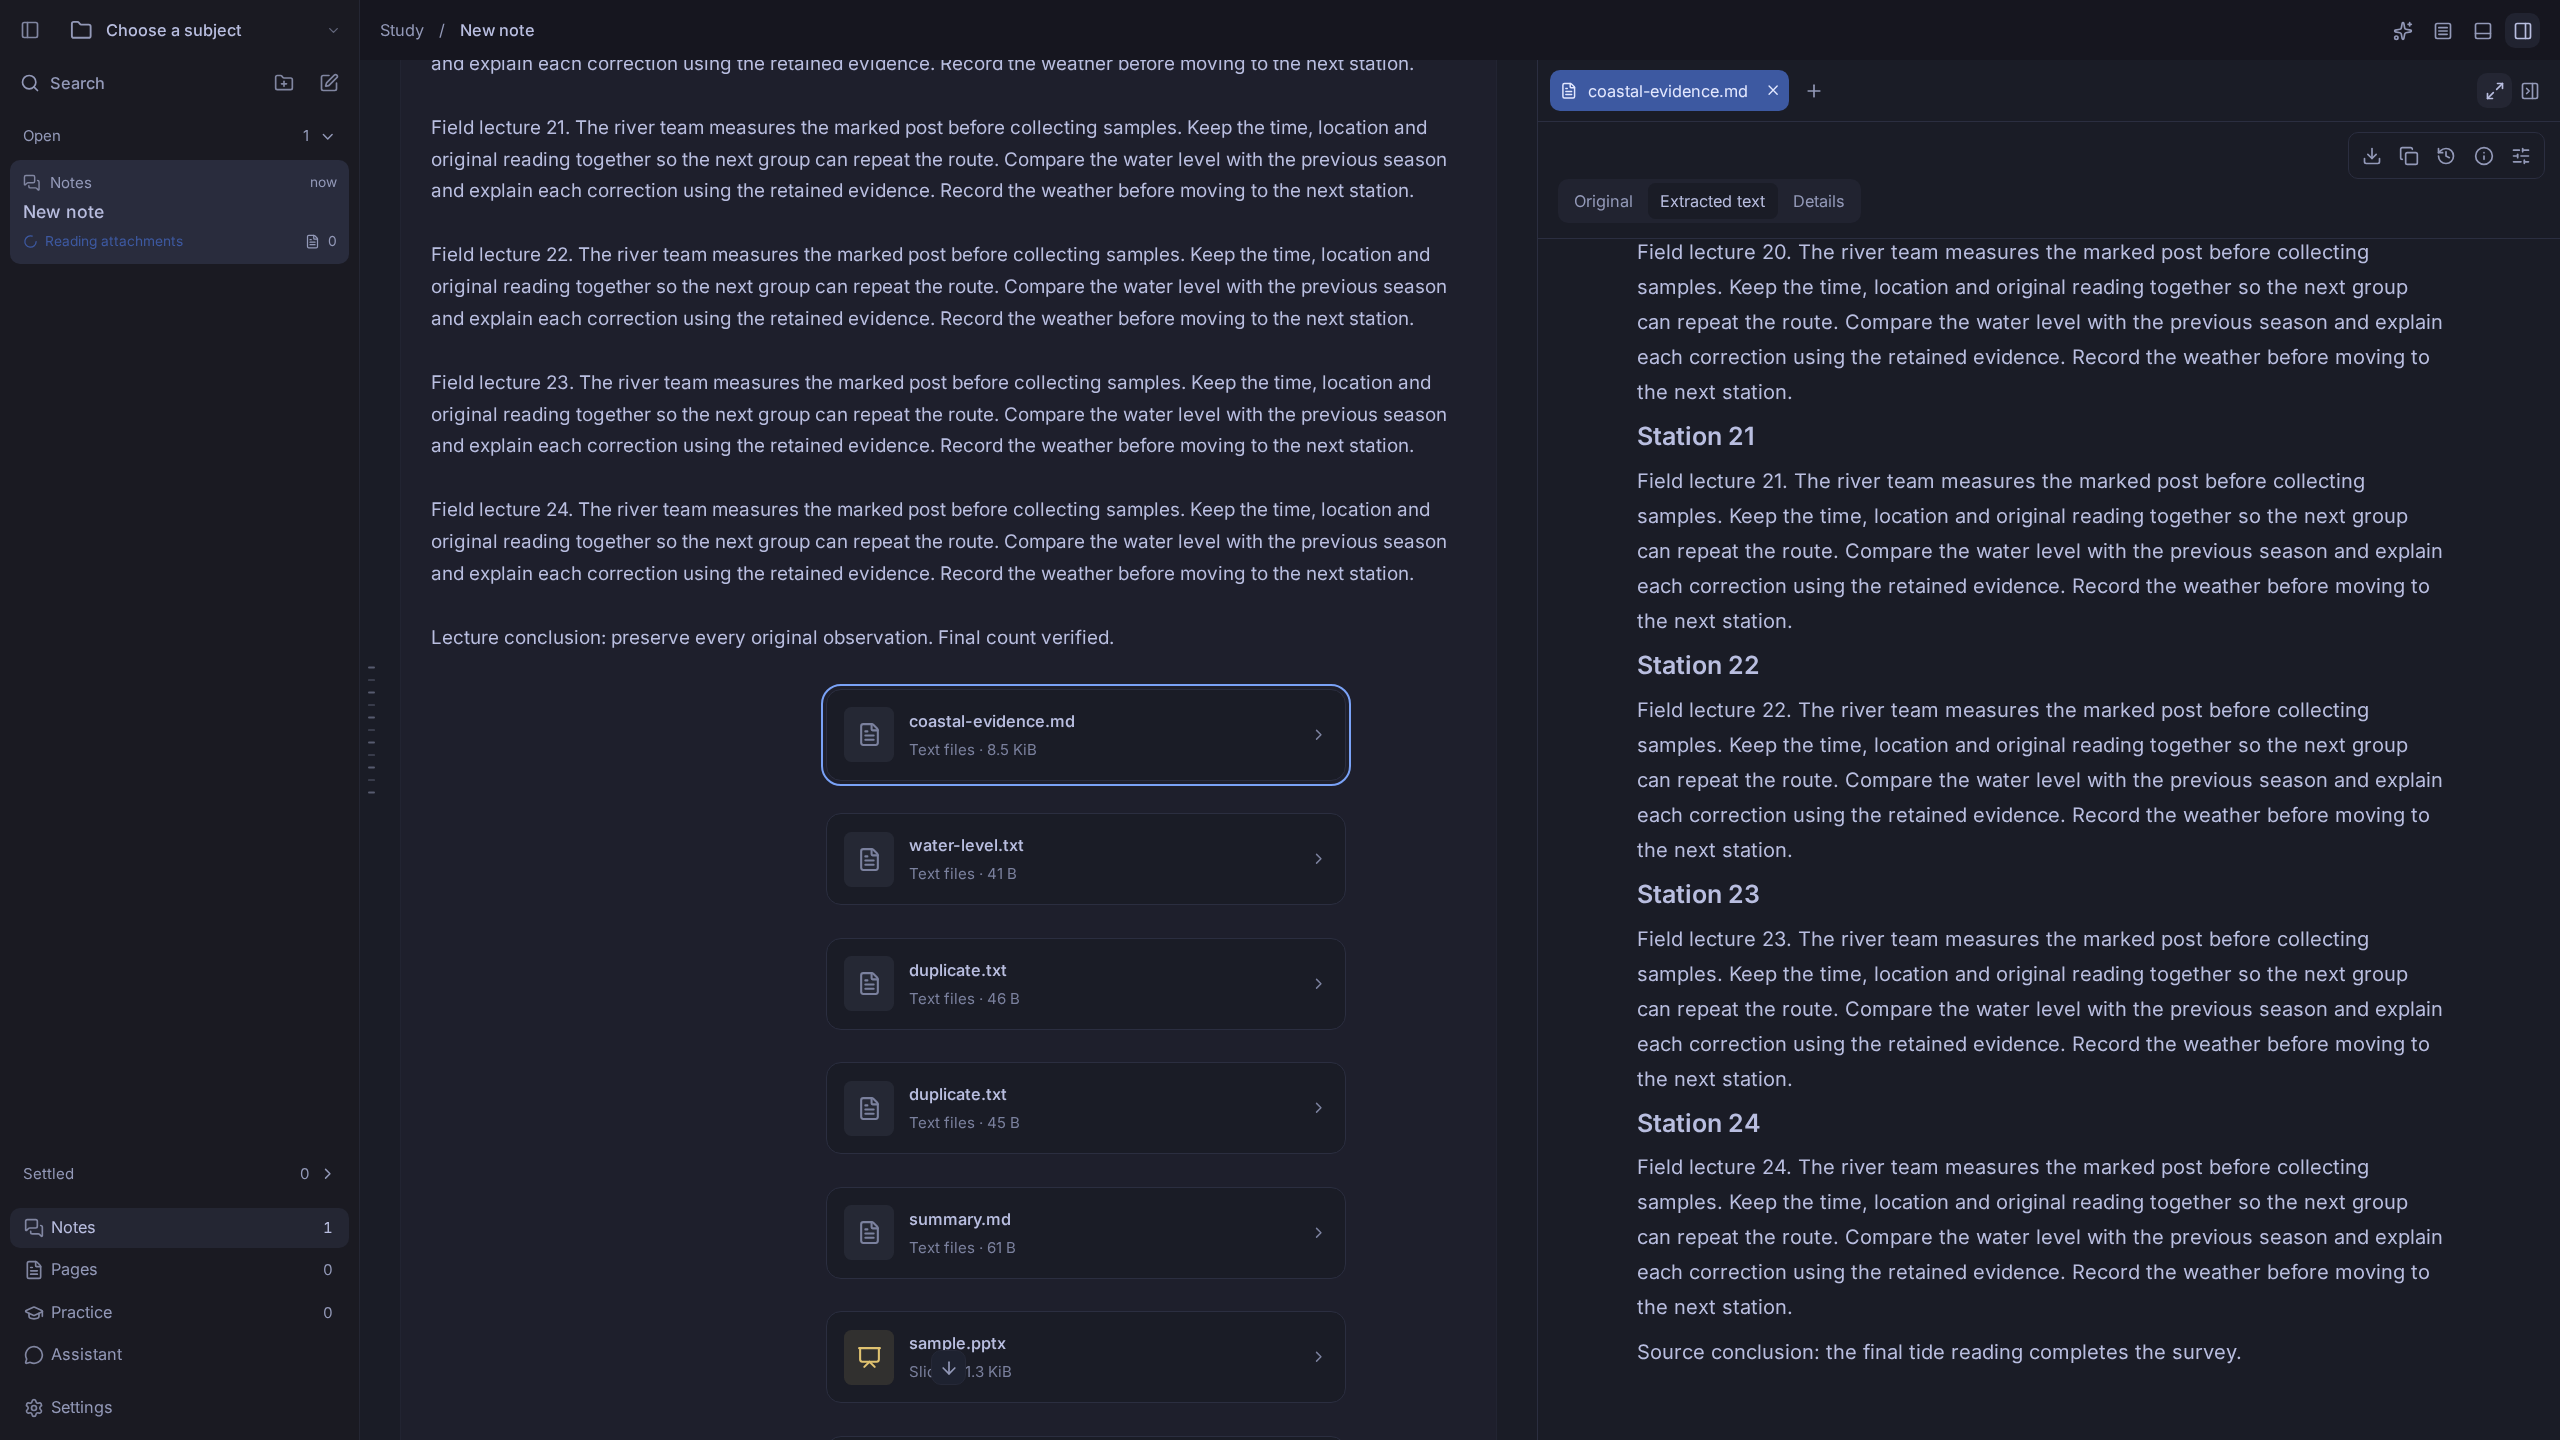 Choose a subject
Search
Open 1
Notes now
New note
Reading attachments 0
Settled 0
Notes 1
Pages 0
Practice 0
Assistant
Settings
Study / New note
and explain each correction using the retained evidence. Record the weather before moving to the next station.
Field lecture 21. The river team measures the marked post before collecting samples. Keep the time, location and
original reading together so the next group can repeat the route. Compare the water level with the previous season
and explain each correction using the retained evidence. Record the weather before moving to the next station.
Field lecture 22. The river team measures the marked post before collecting samples. Keep the time, location and
original reading together so the next group can repeat the route. Compare the water level with the previous season
and explain each correction using the retained evidence. Record the weather before moving to the next station.
Field lecture 23. The river team measures the marked post before collecting samples. Keep the time, location and
original reading together so the next group can repeat the route. Compare the water level with the previous season
and explain each correction using the retained evidence. Record the weather before moving to the next station.
Field lecture 24. The river team measures the marked post before collecting samples. Keep the time, location and
original reading together so the next group can repeat the route. Compare the water level with the previous season
and explain each correction using the retained evidence. Record the weather before moving to the next station.
Lecture conclusion: preserve every original observation. Final count verified.
coastal-evidence.md
Text files · 8.5 KiB
water-level.txt
Text files · 41 B
duplicate.txt
Text files · 46 B
duplicate.txt
Text files · 45 B
summary.md
Text files · 61 B
sample.pptx
1.3 KiB
coastal-evidence.md
Original Extracted text Details
Field lecture 20. The river team measures the marked post before collecting
samples. Keep the time, location and original reading together so the next group
can repeat the route. Compare the water level with the previous season and explain
each correction using the retained evidence. Record the weather before moving to
the next station.
Station 21
Field lecture 21. The river team measures the marked post before collecting
samples. Keep the time, location and original reading together so the next group
can repeat the route. Compare the water level with the previous season and explain
each correction using the retained evidence. Record the weather before moving to
the next station.
Station 22
Field lecture 22. The river team measures the marked post before collecting
samples. Keep the time, location and original reading together so the next group
can repeat the route. Compare the water level with the previous season and explain
each correction using the retained evidence. Record the weather before moving to
the next station.
Station 23
Field lecture 23. The river team measures the marked post before collecting
samples. Keep the time, location and original reading together so the next group
can repeat the route. Compare the water level with the previous season and explain
each correction using the retained evidence. Record the weather before moving to
the next station.
Station 24
Field lecture 24. The river team measures the marked post before collecting
samples. Keep the time, location and original reading together so the next group
can repeat the route. Compare the water level with the previous season and explain
each correction using the retained evidence. Record the weather before moving to
the next station.
Source conclusion: the final tide reading completes the survey.